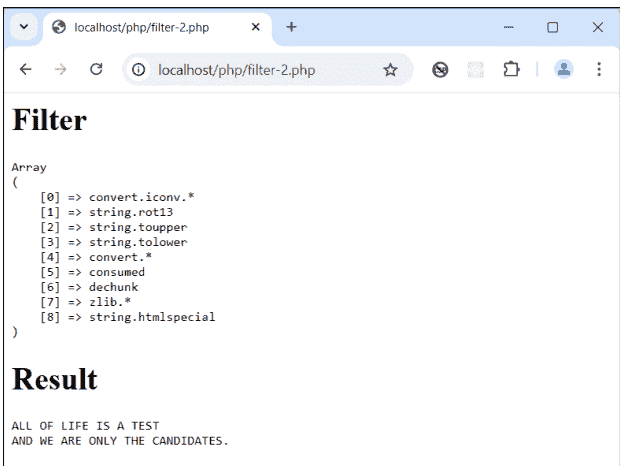 localhost/php/filter-2.php
localhost/php/filter-2.php
Filter
Array
(
    [0] => convert.iconv.*
    [1] => string.rot13
    [2] => string.toupper
    [3] => string.tolower
    [4] => convert.*
    [5] => consumed
    [6] => dechunk
    [7] => zlib.*
    [8] => string.htmlspecial
)
Result
ALL OF LIFE IS A TEST
AND WE ARE ONLY THE CANDIDATES.